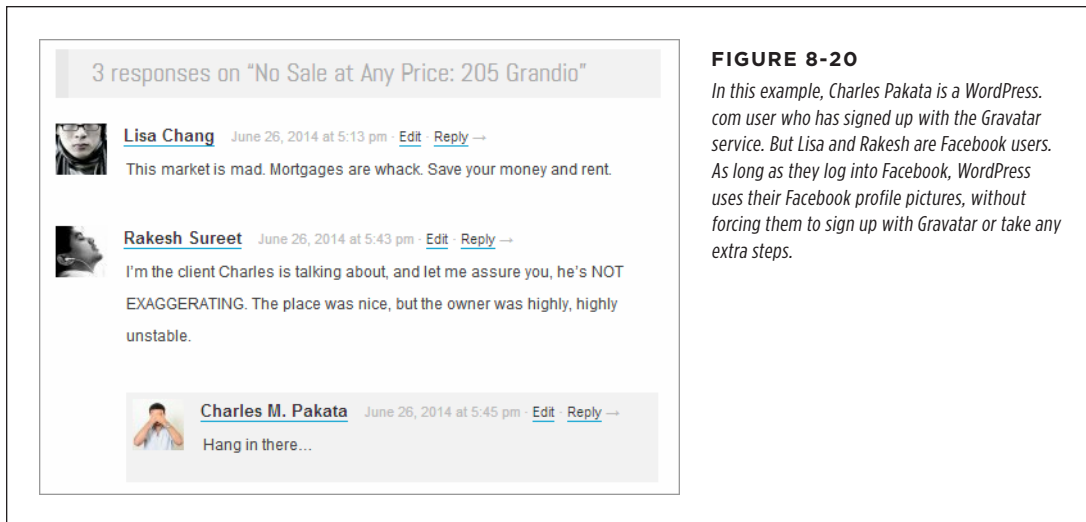 3 responses on “No Sale at Any Price: 205 Grandio”
Lisa Chang June 26, 2014 at 5:13 pm · Edit · Reply →
This market is mad. Mortgages are whack. Save your money and rent.
Rakesh Sureet June 26, 2014 at 5:43 pm · Edit · Reply →
I’m the client Charles is talking about, and let me assure you, he’s NOT
EXAGGERATING. The place was nice, but the owner was highly, highly
unstable.
Charles M. Pakata June 26, 2014 at 5:45 pm · Edit · Reply →
Hang in there…
FIGURE 8-20
In this example, Charles Pakata is a WordPress.
com user who has signed up with the Gravatar
service. But Lisa and Rakesh are Facebook users.
As long as they log into Facebook, WordPress
uses their Facebook profile pictures, without
forcing them to sign up with Gravatar or take any
extra steps.